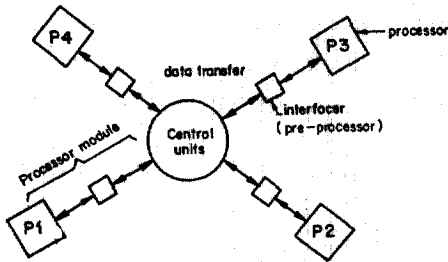 P4
P3
processor
data transfer
interfacer
(pre-processor)
Central
units
Processor module
P1
P2